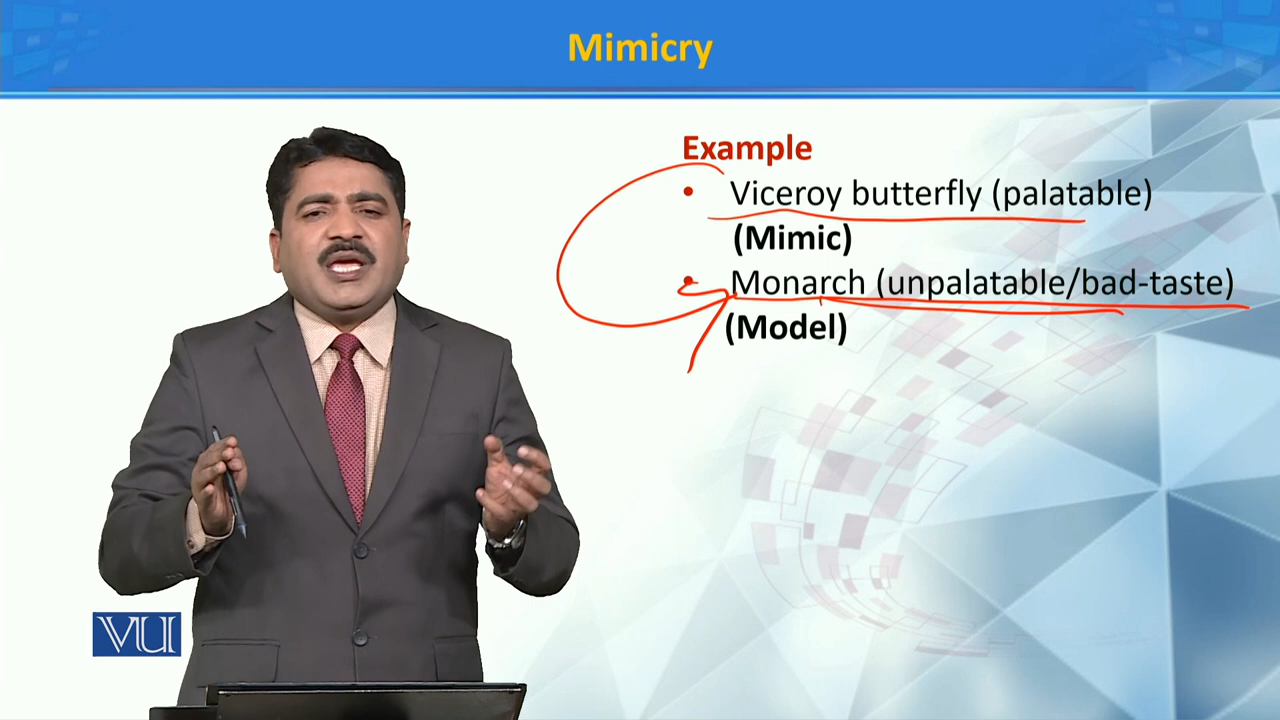 Mimicry
Example
• Viceroy butterfly (palatable)
(Mimic)
• Monarch (unpalatable/bad-taste)
(Model)
VU